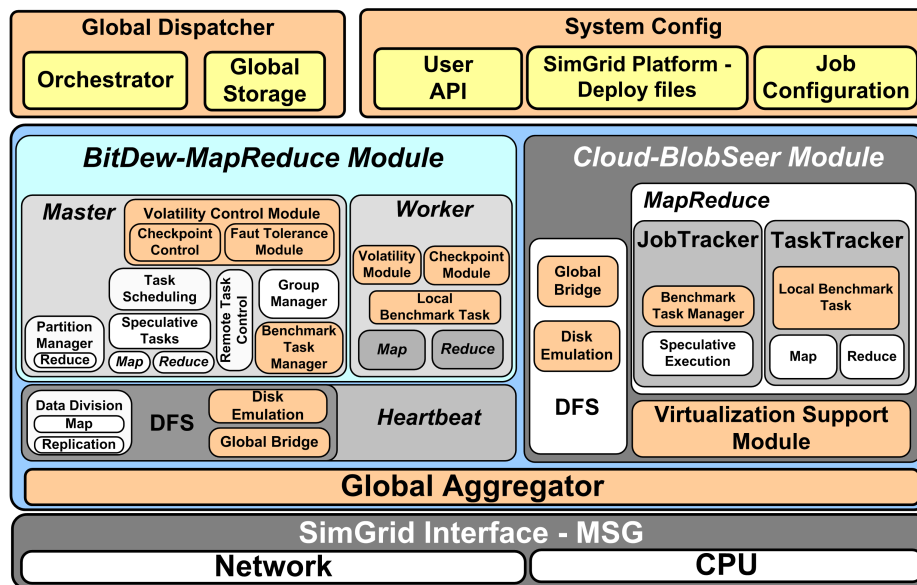 Global Dispatcher
Orchestrator
Global
Storage
System Config
User
API
SimGrid Platform -
Deploy files
Job
Configuration
BitDew-MapReduce Module
Master
Volatility Control Module
Checkpoint
Control
Faut Tolerance
Module
Task
Scheduling
Remote Task
Control
Group
Manager
Partition
Manager
Reduce
Speculative
Tasks
Map
Reduce
Benchmark
Task
Manager
Worker
Volatility
Module
Checkpoint
Module
Local
Benchmark Task
Map
Reduce
Data Division
Map
Replication
DFS
Disk
Emulation
Global Bridge
Heartbeat
Cloud-BlobSeer Module
Global
Bridge
Disk
Emulation
DFS
MapReduce
JobTracker
Benchmark
Task Manager
Speculative
Execution
TaskTracker
Local Benchmark
Task
Map
Reduce
Virtualization Support
Module
Global Aggregator
SimGrid Interface - MSG
Network
CPU